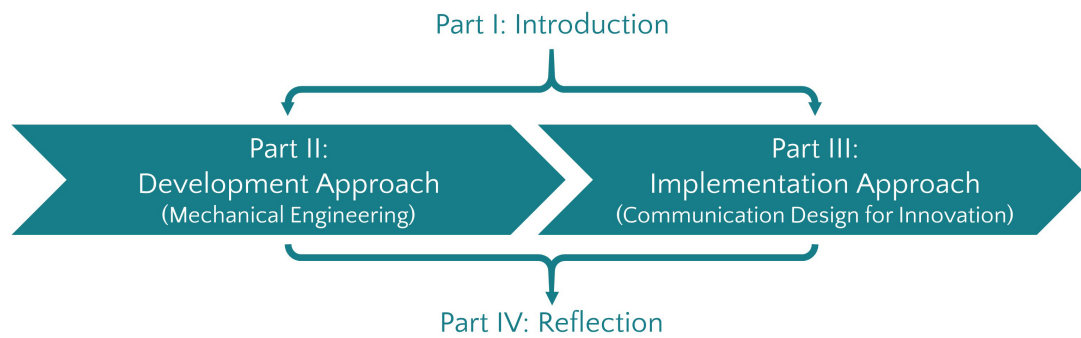 Part I: Introduction
Part II:
Development Approach
(Mechanical Engineering)
Part III:
Implementation Approach
(Communication Design for Innovation)
Part IV: Reflection